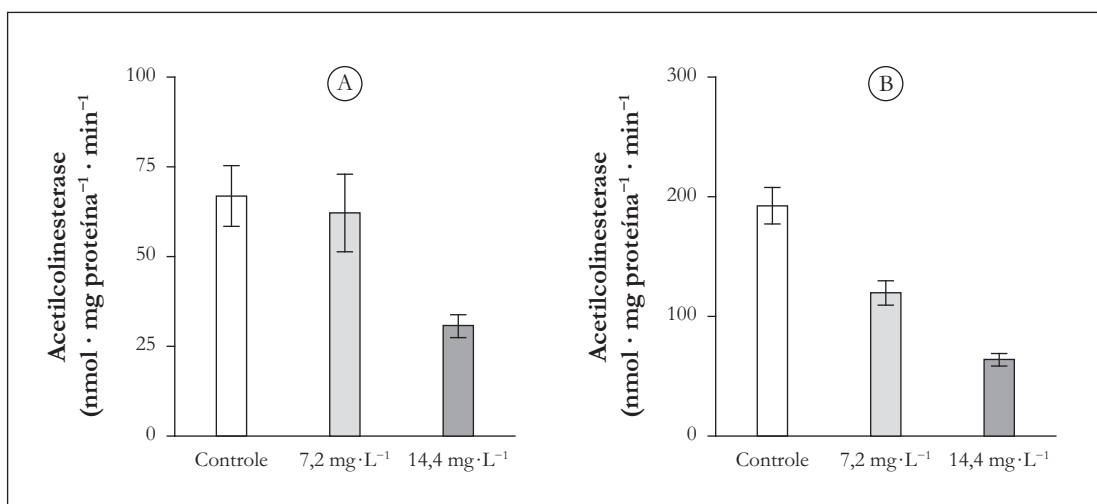 A
Acetilcolinesterase
(nmol · mg proteína⁻¹ · min⁻¹)
100
75
50
25
0
Controle 7,2 mg·L⁻¹ 14,4 mg·L⁻¹
B
Acetilcolinesterase
(nmol · mg proteína⁻¹ · min⁻¹)
300
200
100
0
Controle 7,2 mg·L⁻¹ 14,4 mg·L⁻¹